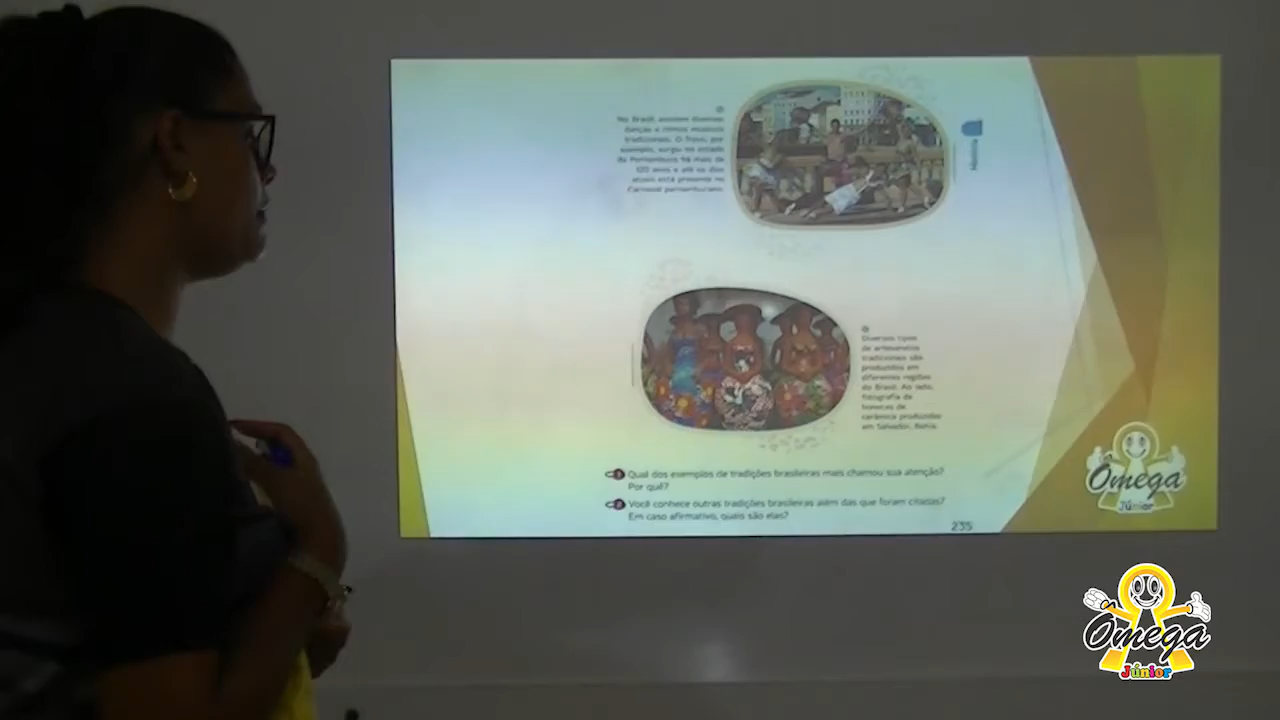 No Brasil, existem diversas
danças e ritmos musicais
tradicionais. O frevo, por
exemplo, surgiu no estado
de Pernambuco há mais de
120 anos e até os dias
atuais está presente no
Carnaval pernambucano.
História
Diversos tipos
de artesanatos
tradicionais são
produzidos em
diferentes regiões
do Brasil. Ao lado,
fotografia de
bonecas de
cerâmica produzidas
em Salvador, Bahia.
1 Qual dos exemplos de tradições brasileiras mais chamou sua atenção?
Por quê?
2 Você conhece outras tradições brasileiras além das que foram citadas?
Em caso afirmativo, quais são elas?
235
Ômega
Júnior
Ômega
Júnior